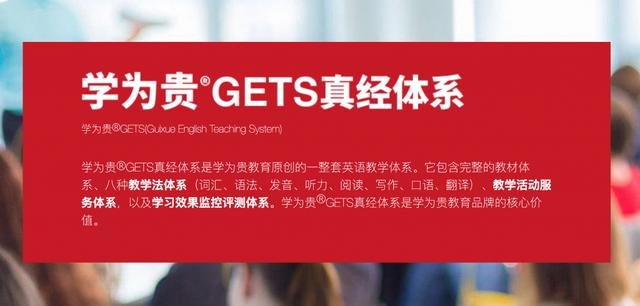 学为贵®GETS真经体系
学为贵®GETS(Guixue English Teaching System)
学为贵®GETS真经体系是学为贵教育原创的一整套英语教学体系。它包含完整的教材体
系、八种教学法体系（词汇、语法、发音、听力、阅读、写作、口语、翻译）、教学活动服
务体系，以及学习效果监控评测体系。学为贵®GETS真经体系是学为贵教育品牌的核心价
值。